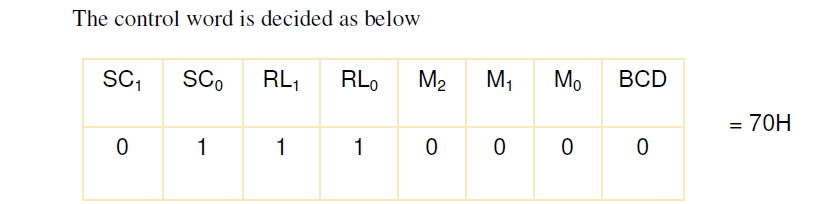 The control word is decided as below
SC₁ SC₀ RL₁ RL₀ M₂ M₁ M₀ BCD
0 1 1 1 0 0 0 0
= 70H